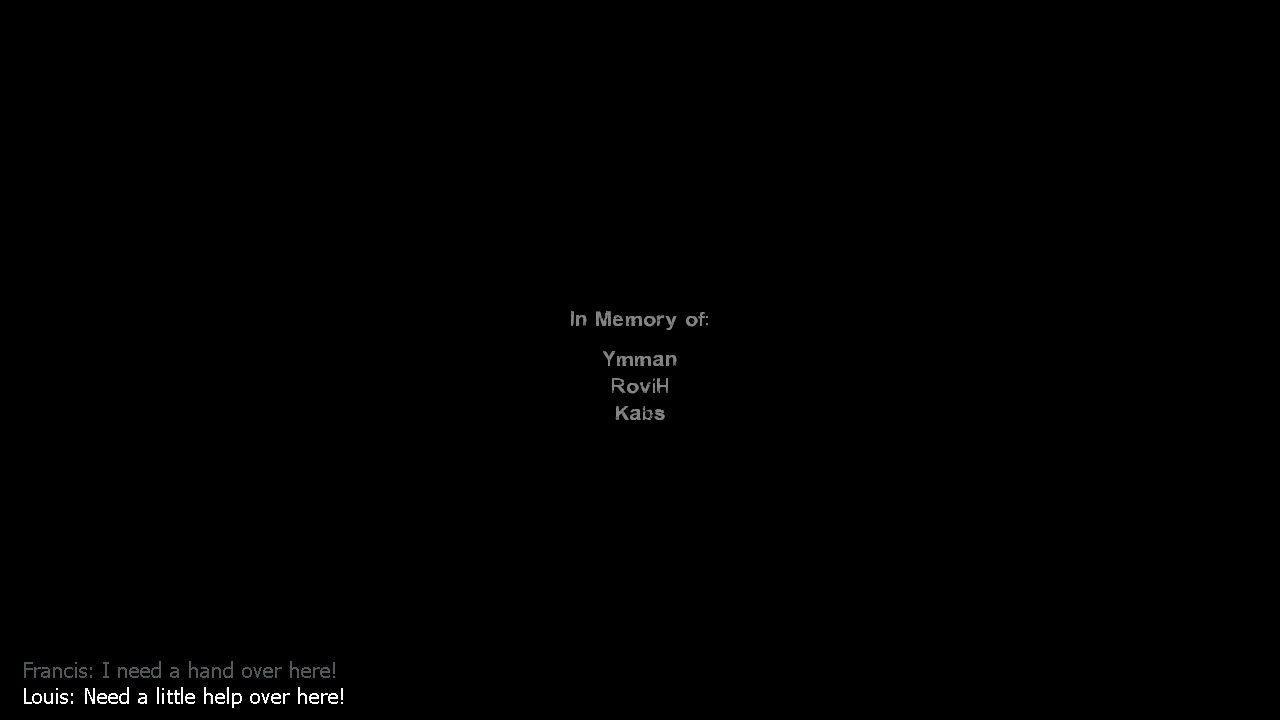 In Memory of:
Ymman
RoviH
Kabs
Francis: I need a hand over here!
Louis: Need a little help over here!